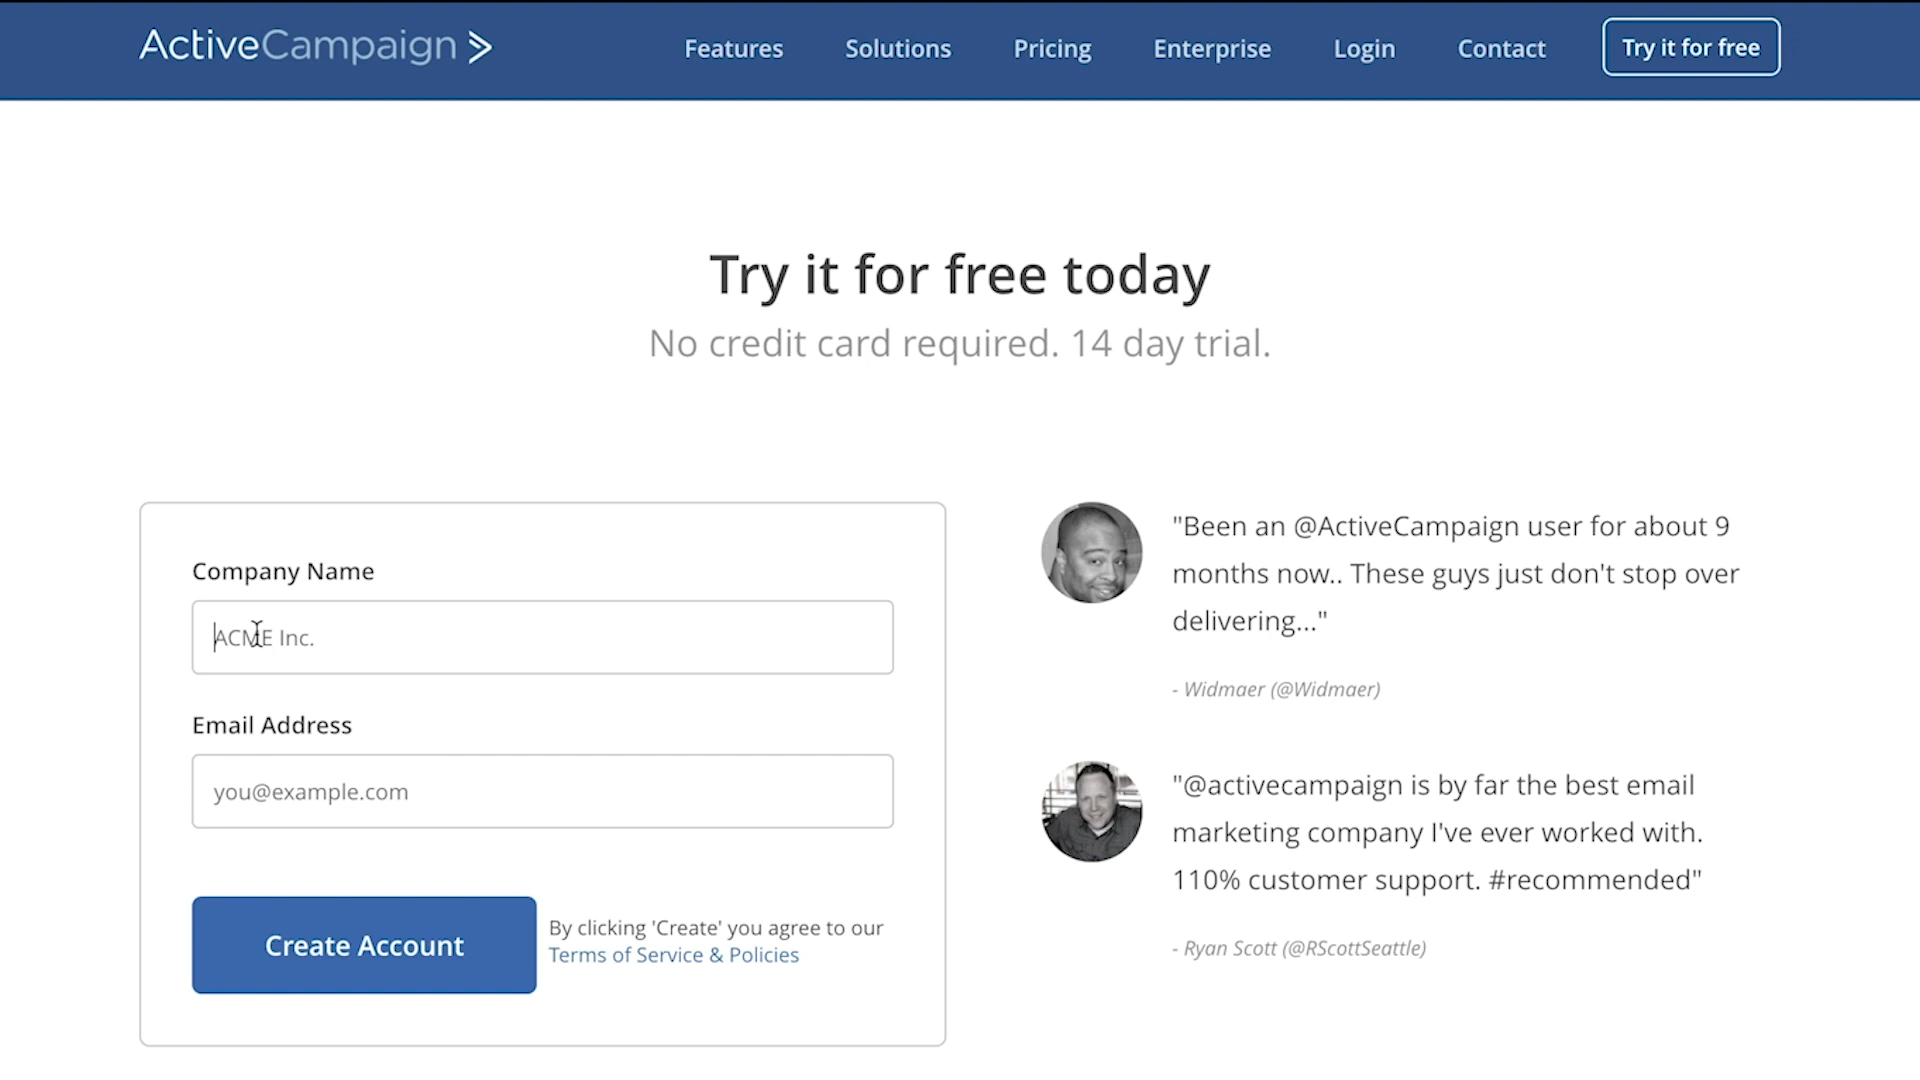 ActiveCampaign
Features
Solutions
Pricing
Enterprise
Login
Contact
Try it for free
Try it for free today
No credit card required. 14 day trial.
Company Name
ACME Inc.
Email Address
you@example.com
Create Account
By clicking 'Create' you agree to our
Terms of Service & Policies
"Been an @ActiveCampaign user for about 9
months now.. These guys just don't stop over
delivering..."
- Widmaer (@Widmaer)
"@activecampaign is by far the best email
marketing company I've ever worked with.
110% customer support. #recommended"
- Ryan Scott (@RScottSeattle)